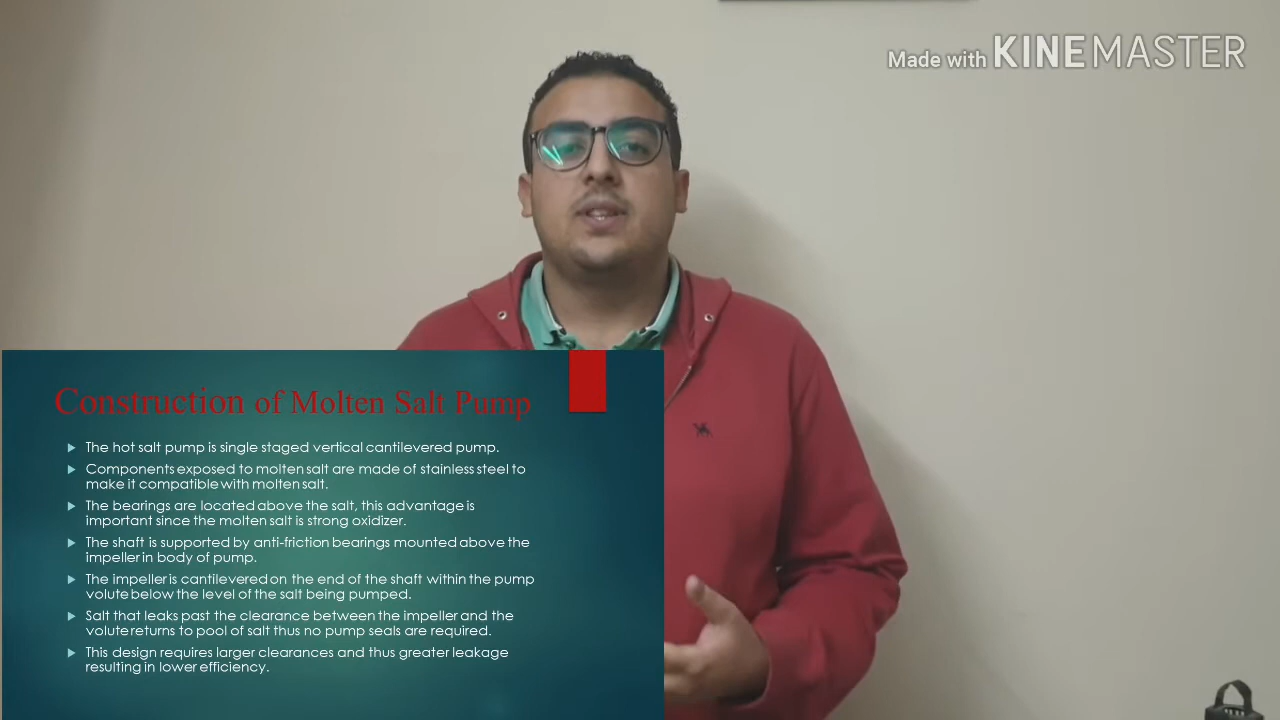 Made with KINEMASTER
Construction of Molten Salt Pump
The hot salt pump is single staged vertical cantilevered pump.
Components exposed to molten salt are made of stainless steel to
make it compatible with molten salt.
The bearings are located above the salt, this advantage is
important since the molten salt is strong oxidizer.
The shaft is supported by anti-friction bearings mounted above the
impeller in body of pump.
The impeller is cantilevered on the end of the shaft within the pump
volute below the level of the salt being pumped.
Salt that leaks past the clearance between the impeller and the
volute returns to pool of salt thus no pump seals are required.
This design requires larger clearances and thus greater leakage
resulting in lower efficiency.